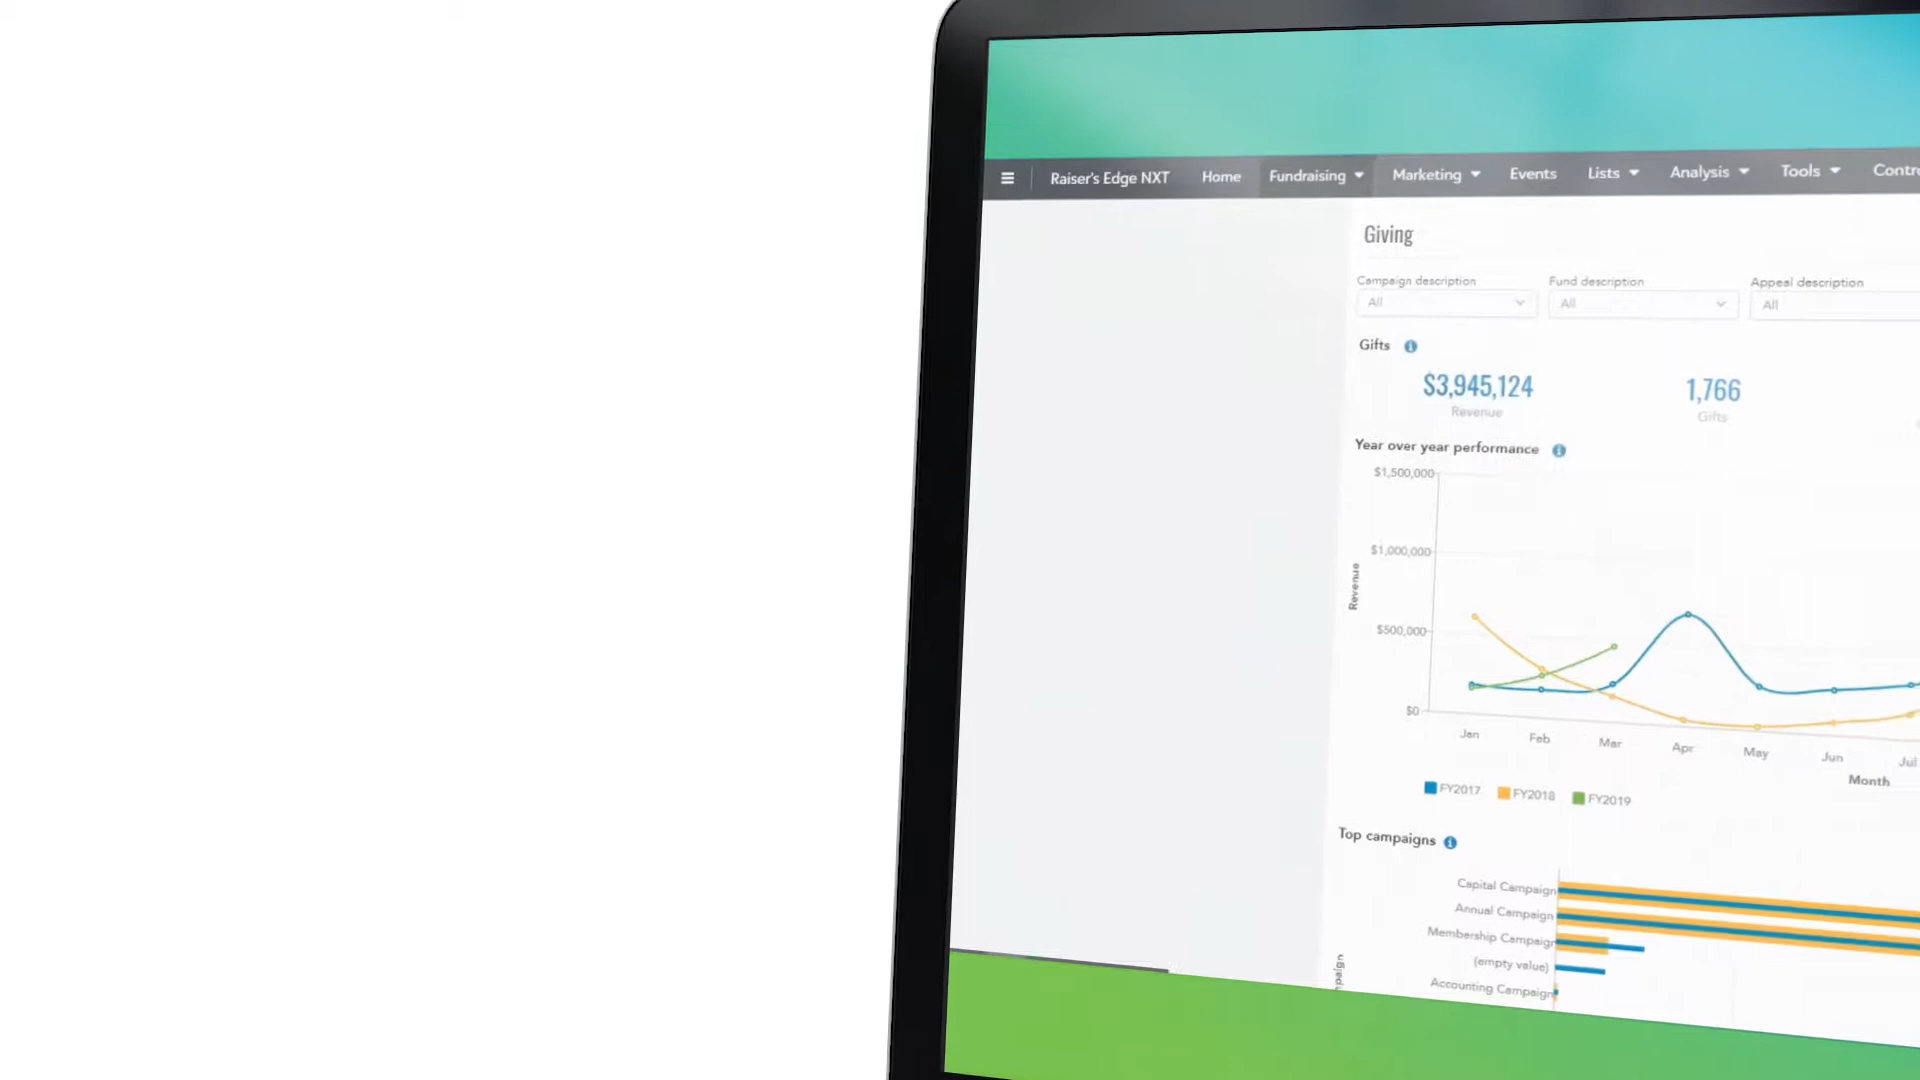 Raiser's Edge NXT Home Fundraising Marketing Events Lists Analysis Tools
Giving
Campaign description Fund description Appeal description
All All All
Gifts
$3,945,124 1,766
Revenue Gifts
Year over year performance
$1,500,000
$1,000,000
$500,000
$0
Revenue
Jan Feb Mar Apr May Jun Jul
Month
FY2017 FY2018 FY2019
Top campaigns
Capital Campaign
Annual Campaign
Membership Campaign
(empty value)
Accounting Campaign